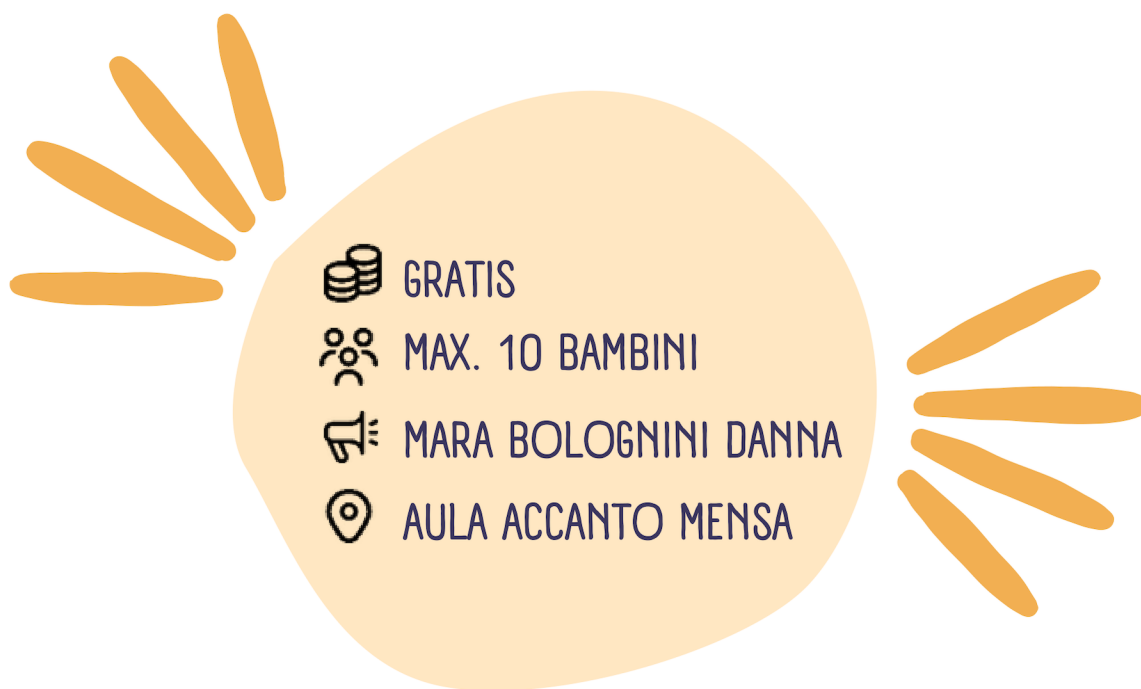 GRATIS
MAX. 10 BAMBINI
MARA BOLOGNINI DANNA
AULA ACCANTO MENSA